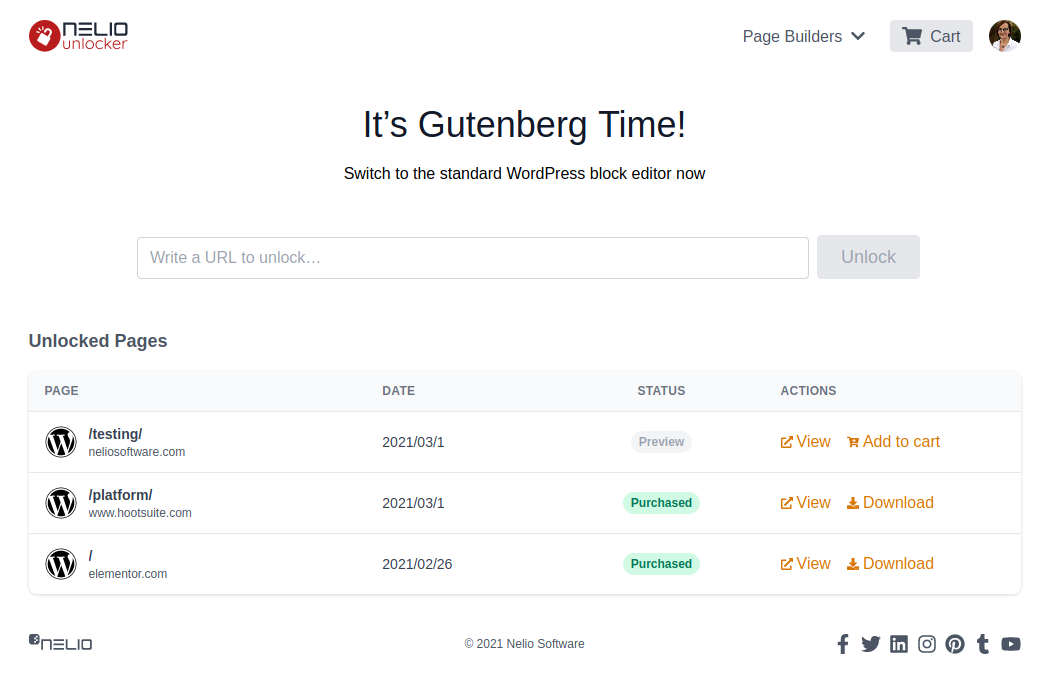 NELIO
unlocker
Page Builders
Cart
It’s Gutenberg Time!
Switch to the standard WordPress block editor now
Write a URL to unlock…
Unlock
Unlocked Pages
PAGE DATE STATUS ACTIONS
/testing/
neliosoftware.com
2021/03/1 Preview View Add to cart
/platform/
www.hootsuite.com
2021/03/1 Purchased View Download
/
elementor.com
2021/02/26 Purchased View Download
NELIO
© 2021 Nelio Software